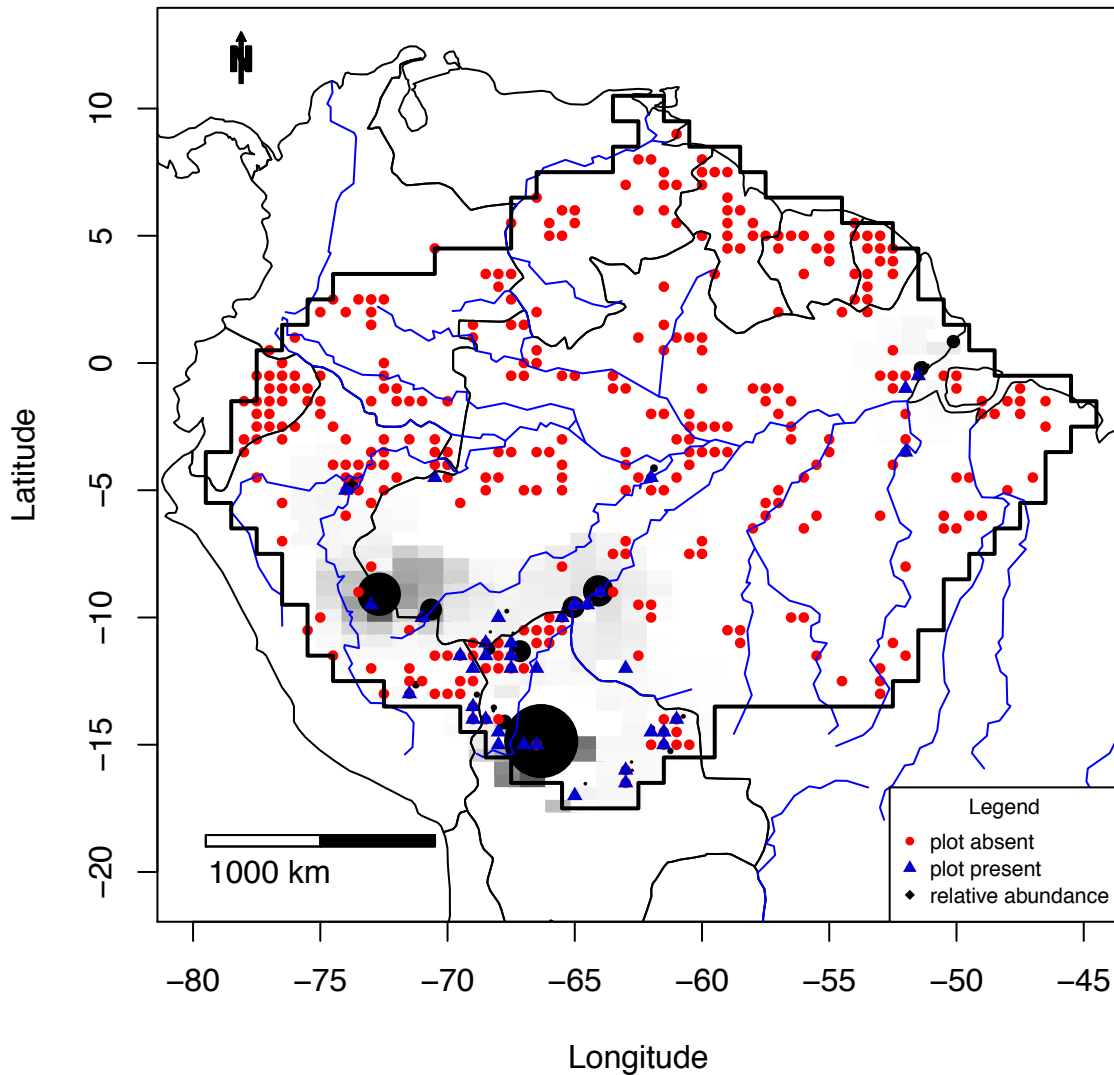 N
10
5
0
−5
−10
−15
−20
Latitude
1000 km
Legend
plot absent
plot present
relative abundance
−80 −75 −70 −65 −60 −55 −50 −45
Longitude